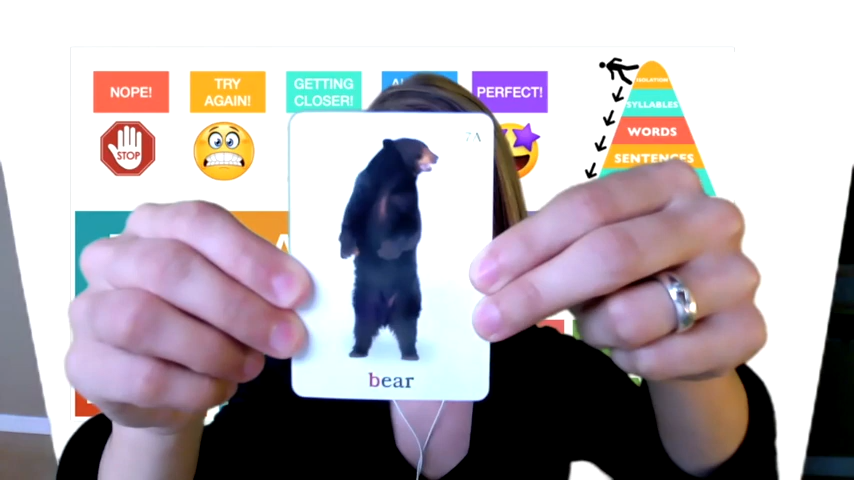 NOPE!
TRY
AGAIN!
GETTING
CLOSER!
PERFECT!
STOP
ISOLATION
SYLLABLES
WORDS
SENTENCES
7A
bear